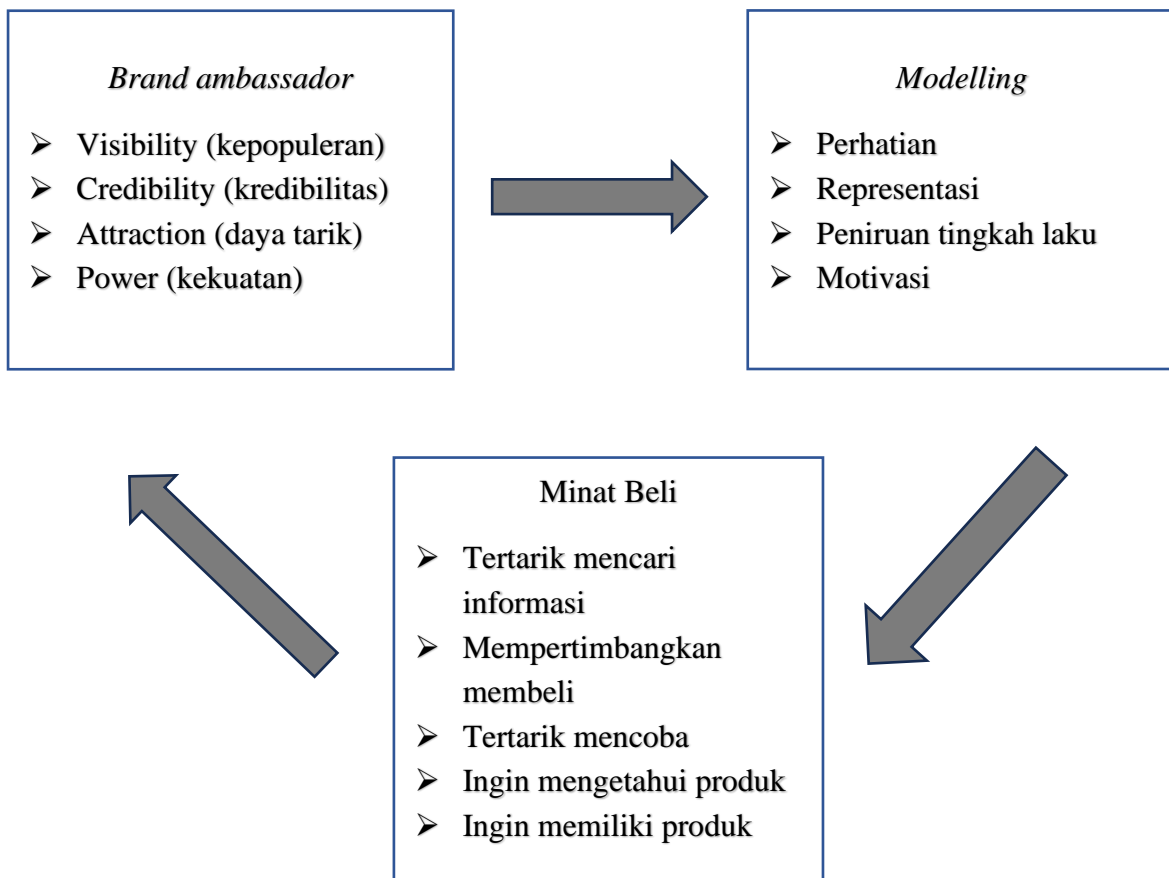 Brand ambassador
➢ Visibility (kepopuleran)
➢ Credibility (kredibilitas)
➢ Attraction (daya tarik)
➢ Power (kekuatan)
Modelling
➢ Perhatian
➢ Representasi
➢ Peniruan tingkah laku
➢ Motivasi
Minat Beli
➢ Tertarik mencari
informasi
➢ Mempertimbangkan
membeli
➢ Tertarik mencoba
➢ Ingin mengetahui produk
➢ Ingin memiliki produk